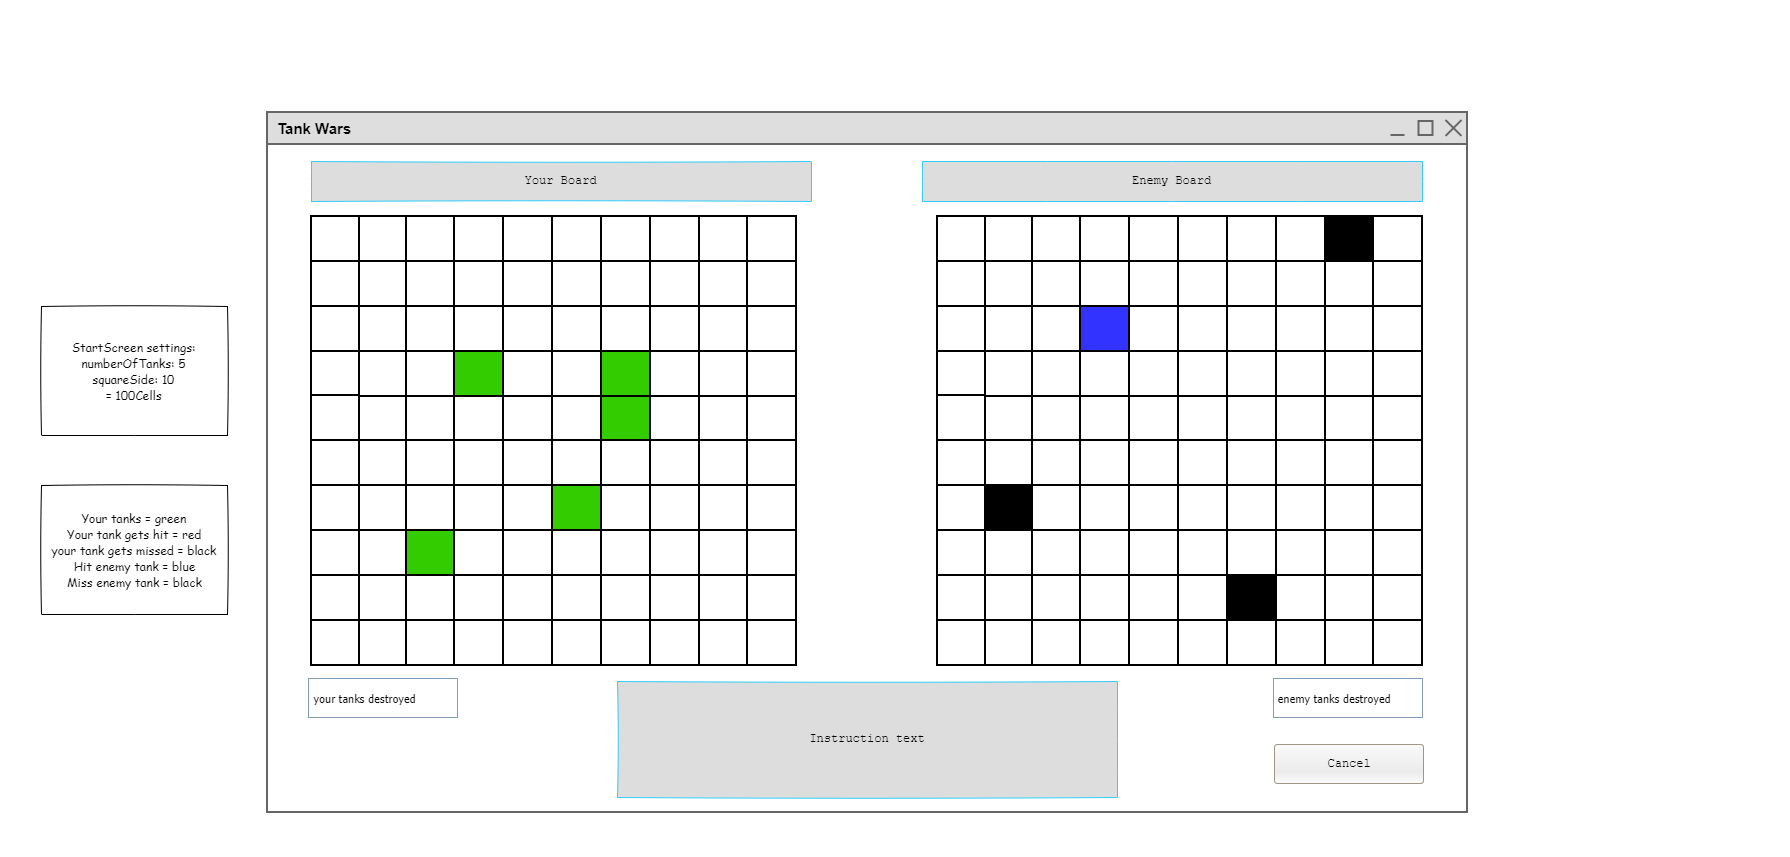 Tank Wars
Your Board
Enemy Board
StartScreen settings:
numberOfTanks: 5
squareSide: 10
= 100Cells
Your tanks = green
Your tank gets hit = red
your tank gets missed = black
Hit enemy tank = blue
Miss enemy tank = black
your tanks destroyed
Instruction text
enemy tanks destroyed
Cancel